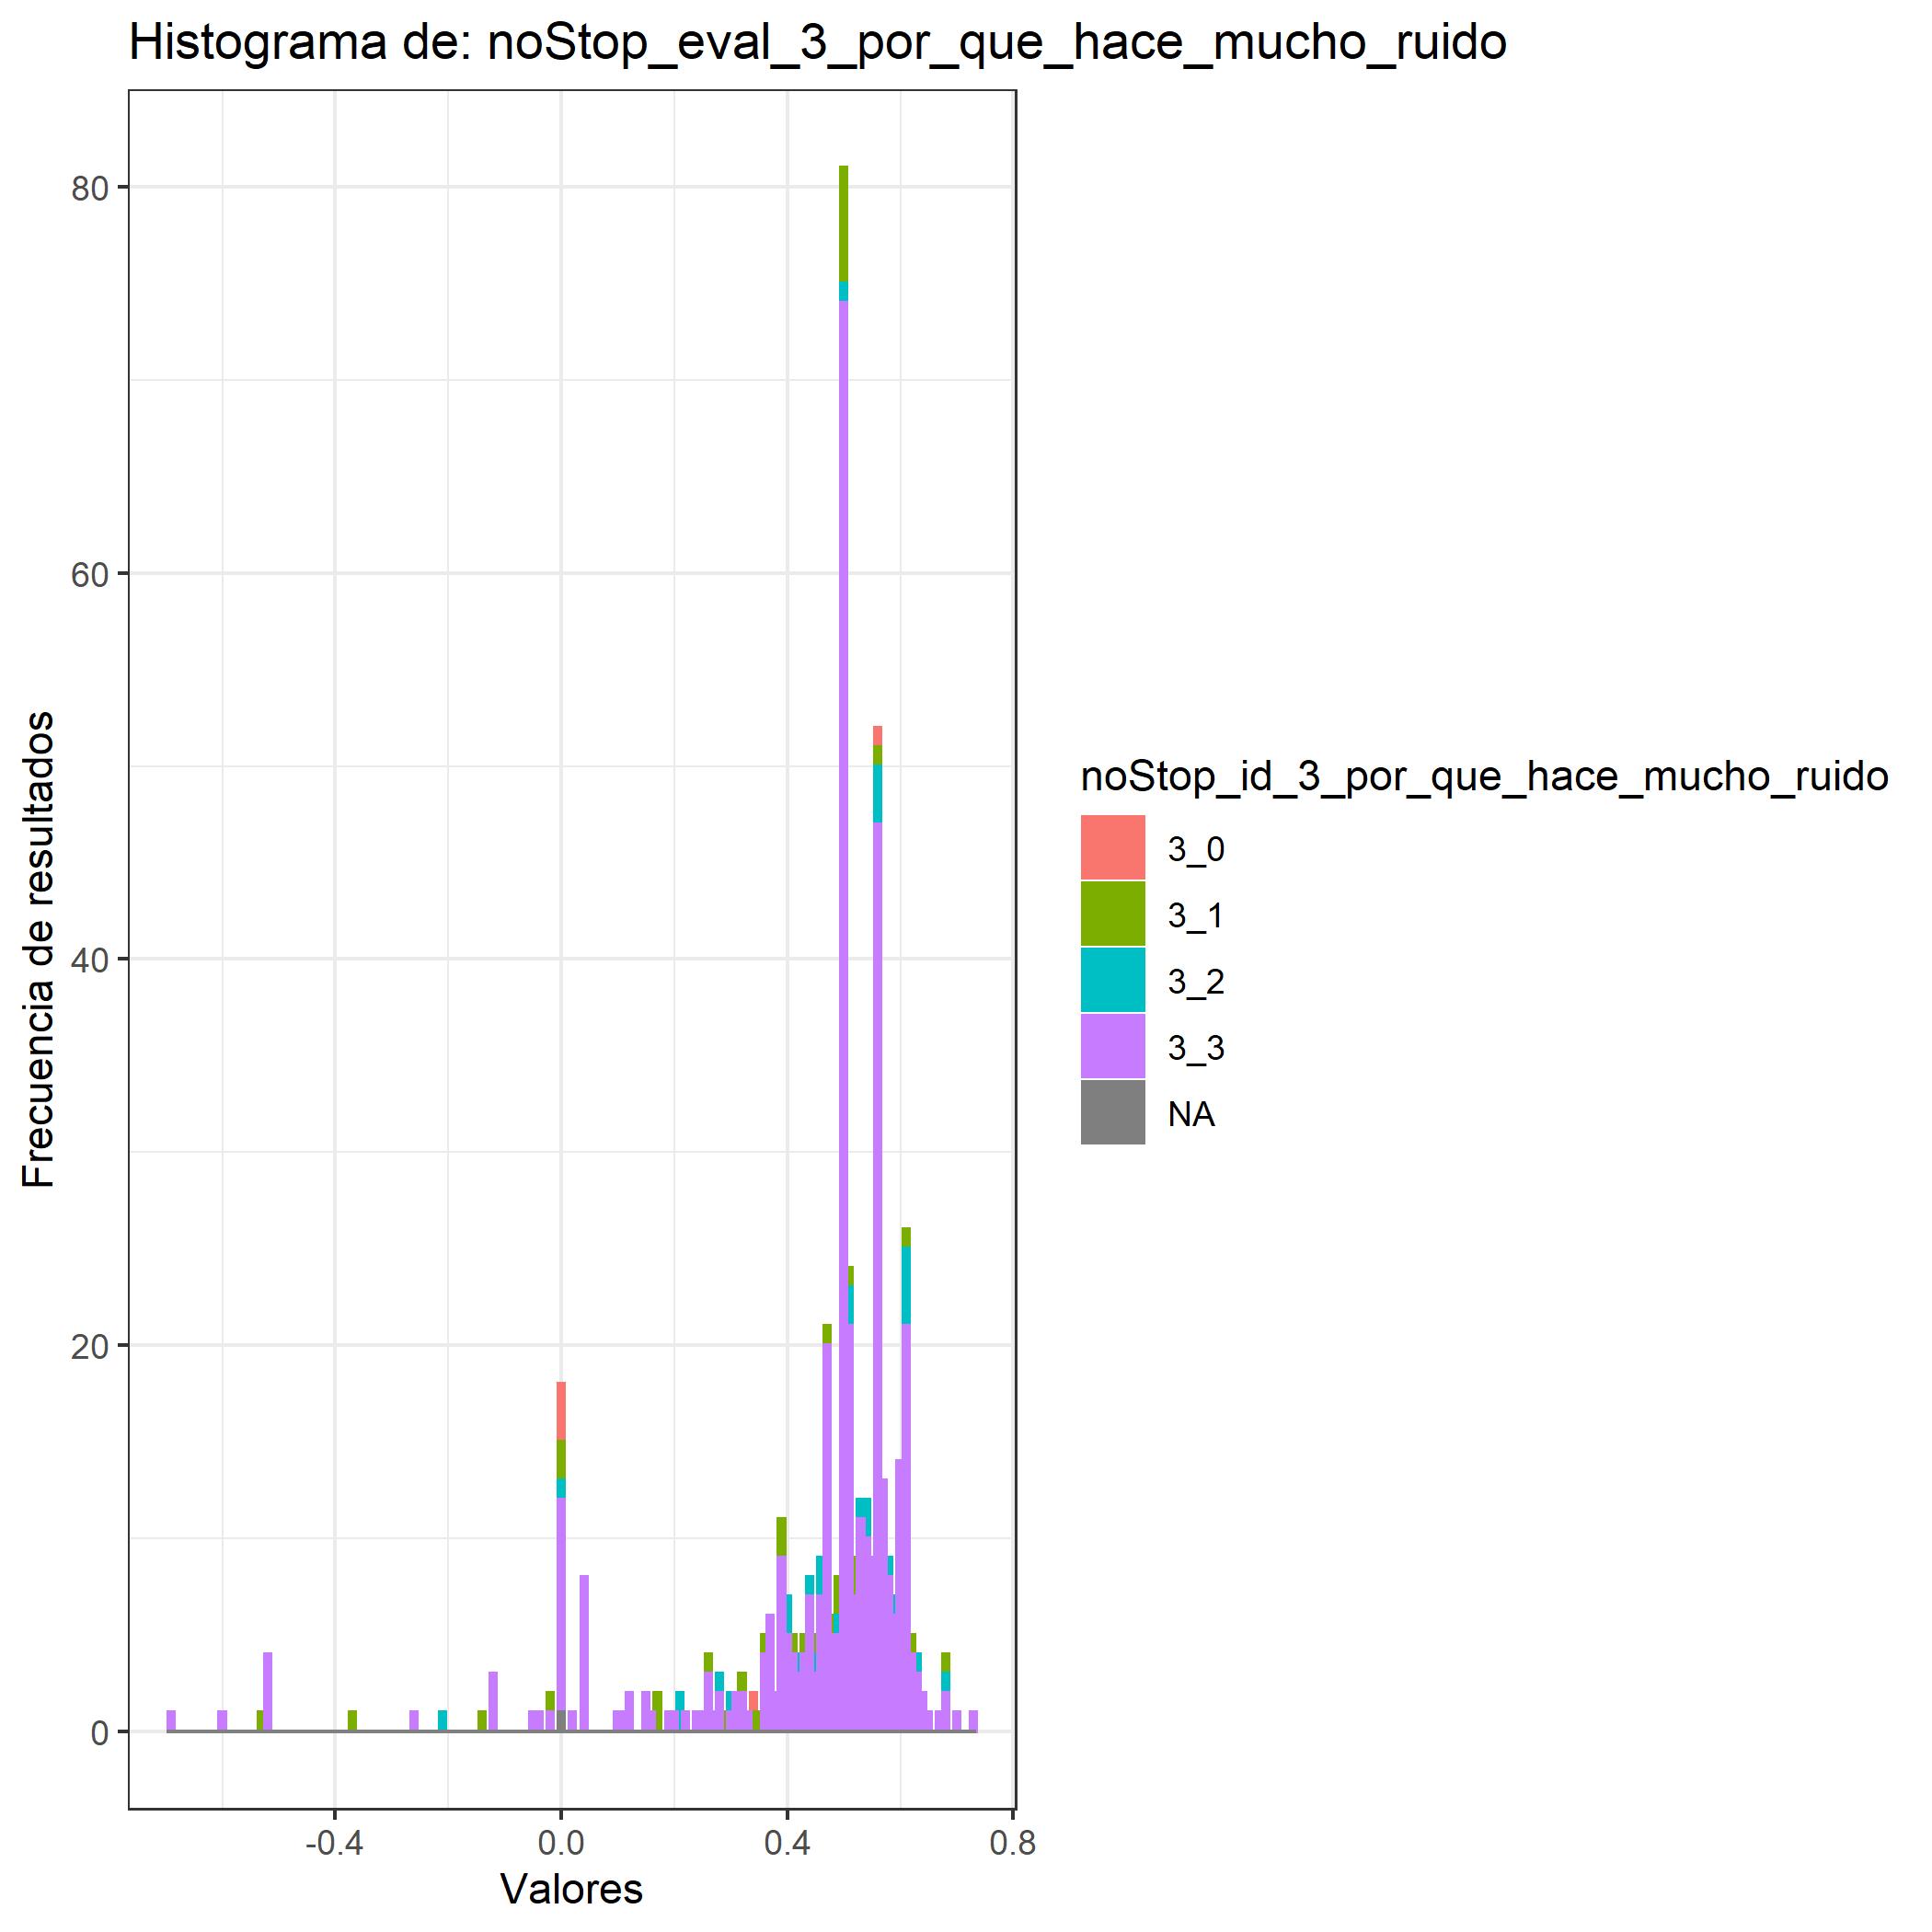 Histograma de: noStop_eval_3_por_que_hace_mucho_ruido
80
60
40
20
0
Frecuencia de resultados
-0.4
0.0
0.4
0.8
Valores
noStop_id_3_por_que_hace_mucho_ruido
3_0
3_1
3_2
3_3
NA